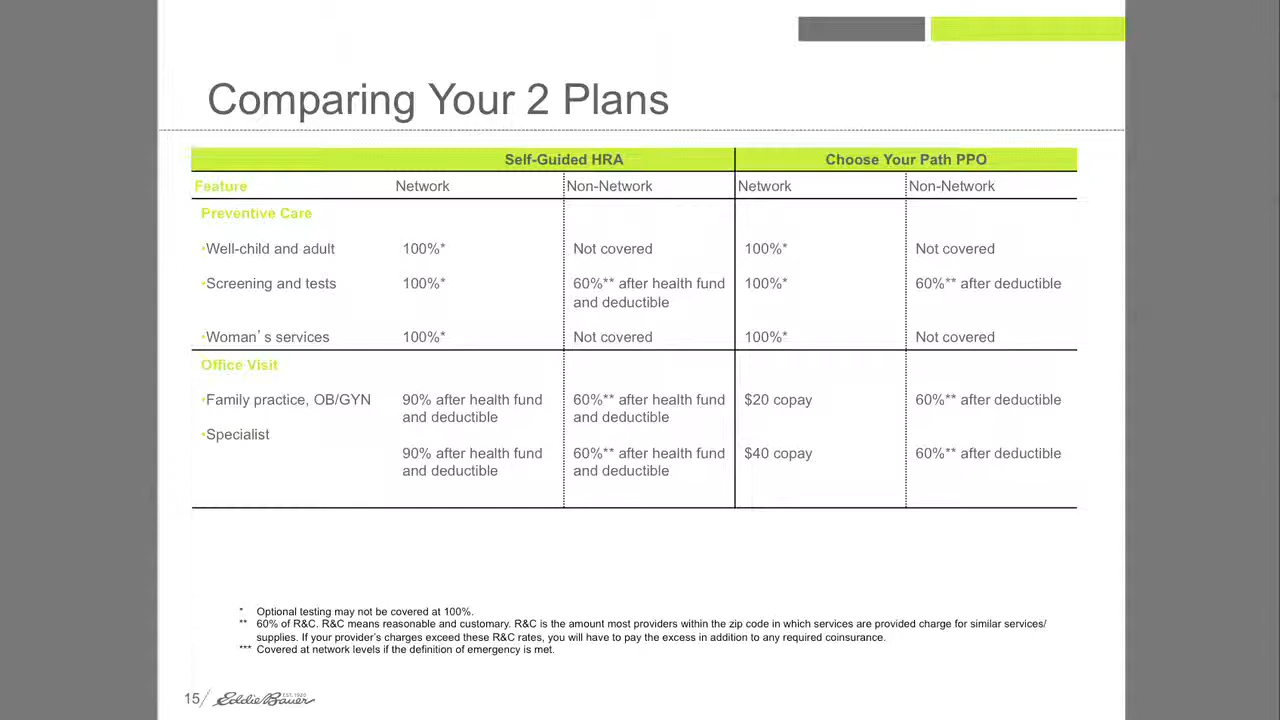 Comparing Your 2 Plans
Self-Guided HRA Choose Your Path PPO
Feature Network Non-Network Network Non-Network
Preventive Care
•Well-child and adult 100%* Not covered 100%* Not covered
•Screening and tests 100%* 60%** after health fund 100%* 60%** after deductible
and deductible
•Woman’s services 100%* Not covered 100%* Not covered
Office Visit
•Family practice, OB/GYN 90% after health fund 60%** after health fund $20 copay 60%** after deductible
and deductible and deductible
•Specialist
90% after health fund 60%** after health fund $40 copay 60%** after deductible
and deductible and deductible
* Optional testing may not be covered at 100%.
** 60% of R&C. R&C means reasonable and customary. R&C is the amount most providers within the zip code in which services are provided charge for similar services/
supplies. If your provider’s charges exceed these R&C rates, you will have to pay the excess in addition to any required coinsurance.
*** Covered at network levels if the definition of emergency is met.
15/ Eddie Bauer EST. 1920